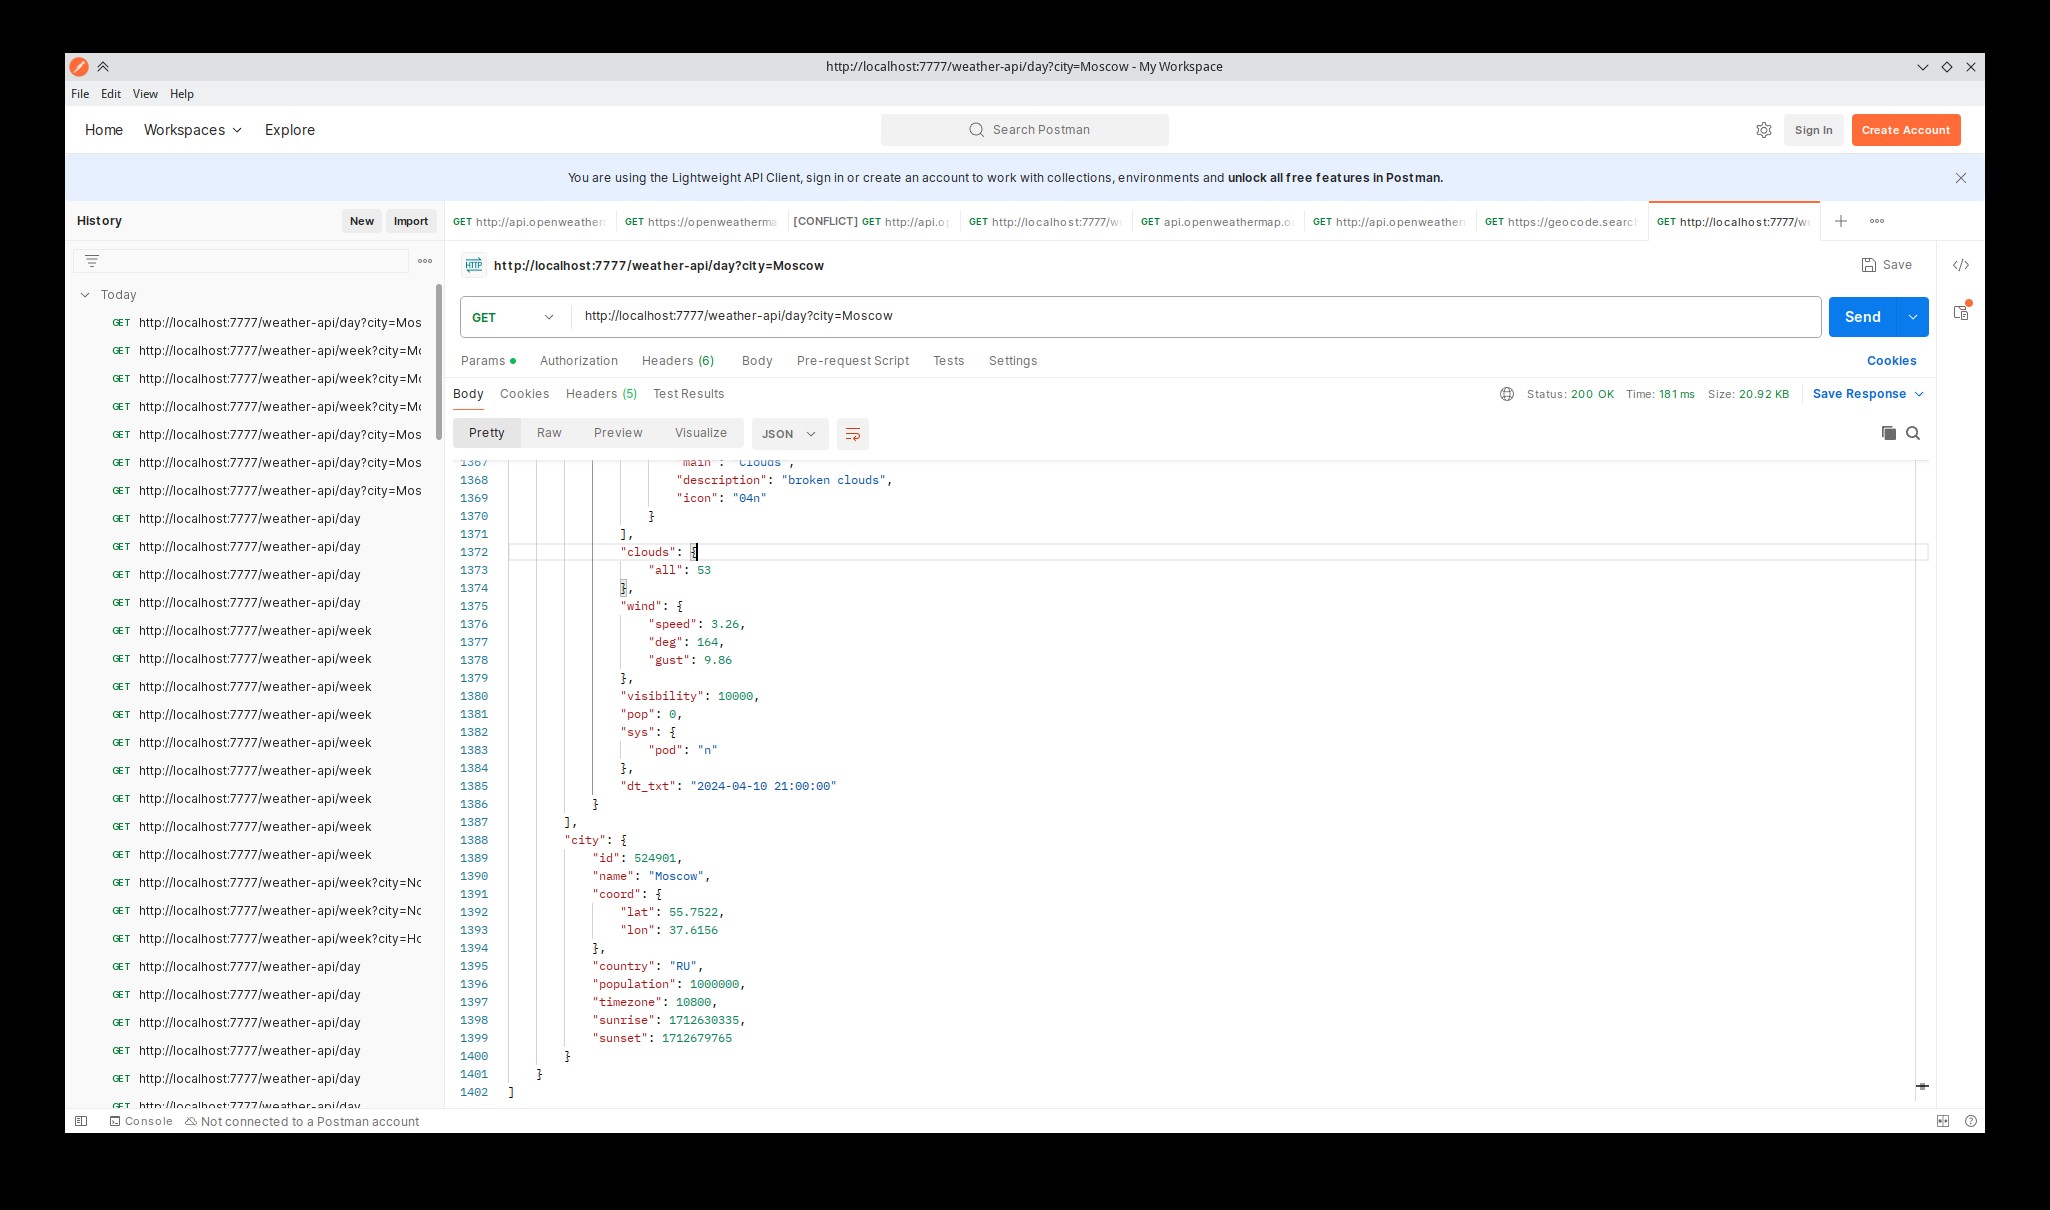 http://localhost:7777/weather-api/day?city=Moscow - My Workspace
File Edit View Help
Home Workspaces Explore
Search Postman
Sign In Create Account
You are using the Lightweight API Client, sign in or create an account to work with collections, environments and unlock all free features in Postman.
History New Import
GET http://api.openweather GET https://openweatherma [CONFLICT] GET http://api.op GET http://localhost:7777/w GET api.openweathermap.o GET http://api.openweather GET https://geocode.searc GET http://localhost:7777/w
Today
GET http://localhost:7777/weather-api/day?city=Mos
GET http://localhost:7777/weather-api/week?city=Mo
GET http://localhost:7777/weather-api/week?city=Mo
GET http://localhost:7777/weather-api/week?city=Mo
GET http://localhost:7777/weather-api/day?city=Mos
GET http://localhost:7777/weather-api/day?city=Mos
GET http://localhost:7777/weather-api/day?city=Mos
GET http://localhost:7777/weather-api/day
GET http://localhost:7777/weather-api/day
GET http://localhost:7777/weather-api/day
GET http://localhost:7777/weather-api/day
GET http://localhost:7777/weather-api/week
GET http://localhost:7777/weather-api/week
GET http://localhost:7777/weather-api/week
GET http://localhost:7777/weather-api/week
GET http://localhost:7777/weather-api/week
GET http://localhost:7777/weather-api/week
GET http://localhost:7777/weather-api/week
GET http://localhost:7777/weather-api/week
GET http://localhost:7777/weather-api/week
GET http://localhost:7777/weather-api/week?city=No
GET http://localhost:7777/weather-api/week?city=No
GET http://localhost:7777/weather-api/week?city=Ho
GET http://localhost:7777/weather-api/day
GET http://localhost:7777/weather-api/day
GET http://localhost:7777/weather-api/day
GET http://localhost:7777/weather-api/day
GET http://localhost:7777/weather-api/day
GET http://localhost:7777/weather-api/day
HTTP http://localhost:7777/weather-api/day?city=Moscow
Save
GET http://localhost:7777/weather-api/day?city=Moscow
Send
Params Authorization Headers (6) Body Pre-request Script Tests Settings
Cookies
Body Cookies Headers (5) Test Results
Status: 200 OK Time: 181 ms Size: 20.92 KB Save Response
Pretty Raw Preview Visualize JSON
1367 "main": "Clouds",
1368 "description": "broken clouds",
1369 "icon": "04n"
1370 }
1371 ],
1372 "clouds": {
1373 "all": 53
1374 },
1375 "wind": {
1376 "speed": 3.26,
1377 "deg": 164,
1378 "gust": 9.86
1379 },
1380 "visibility": 10000,
1381 "pop": 0,
1382 "sys": {
1383 "pod": "n"
1384 },
1385 "dt_txt": "2024-04-10 21:00:00"
1386 }
1387 ],
1388 "city": {
1389 "id": 524901,
1390 "name": "Moscow",
1391 "coord": {
1392 "lat": 55.7522,
1393 "lon": 37.6156
1394 },
1395 "country": "RU",
1396 "population": 1000000,
1397 "timezone": 10800,
1398 "sunrise": 1712630335,
1399 "sunset": 1712679765
1400 }
1401 }
1402 ]
Console Not connected to a Postman account